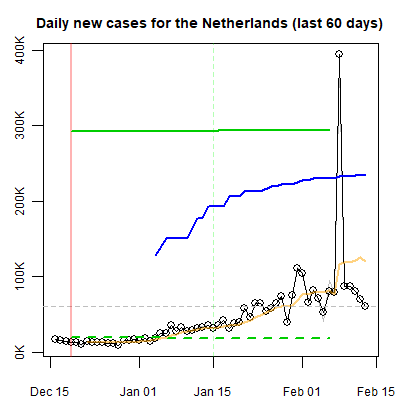 Daily new cases for the Netherlands (last 60 days)
400K
300K
200K
100K
0K
Dec 15
Jan 01
Jan 15
Feb 01
Feb 15